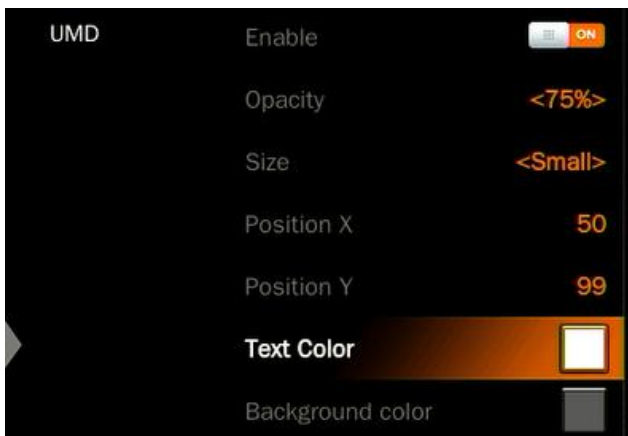 UMD Enable ON
Opacity <75%>
Size <Small>
Position X 50
Position Y 99
Text Color
Background color